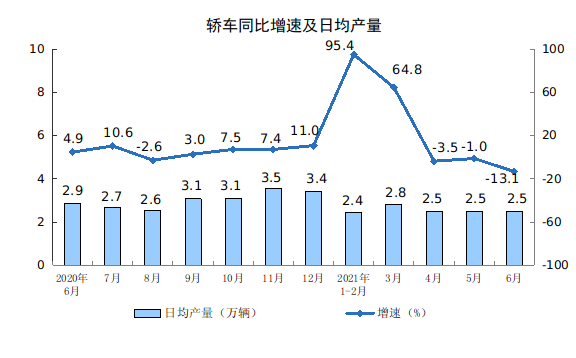 轿车同比增速及日均产量
10
8
6
4
2
0
100
60
20
-20
-60
-100
4.9
10.6
-2.6
3.0
7.5
7.4
11.0
95.4
64.8
-3.5
-1.0
-13.1
2.9
2.7
2.6
3.1
3.1
3.5
3.4
2.4
2.8
2.5
2.5
2.5
2020年
6月
7月
8月
9月
10月
11月
12月
2021年
1-2月
3月
4月
5月
6月
日均产量（万辆）
增速（%）